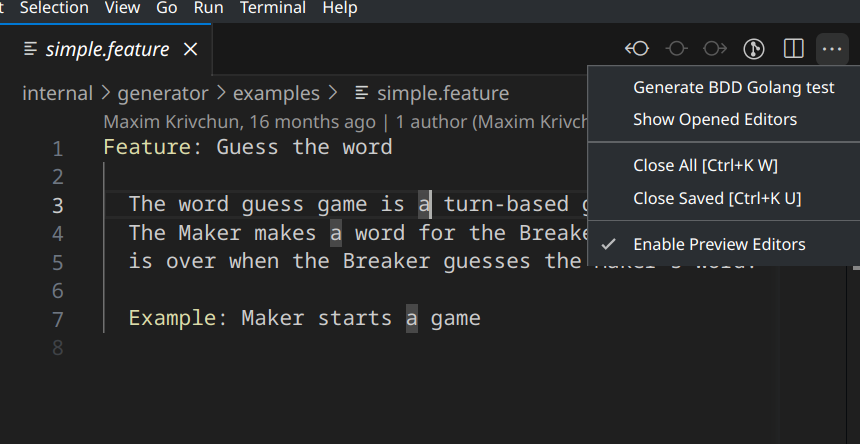 Selection View Go Run Terminal Help
simple.feature
internal > generator > examples > simple.feature
Maxim Krivchun, 16 months ago | 1 author (Maxim
1 Feature: Guess the word
2
3 The word guess game is a turn-based
4 The Maker makes a word for the
5 is over when the Breaker guesses the
6
7 Example: Maker starts a game
8
Generate BDD Golang test
Show Opened Editors
Close All [Ctrl+K W]
Close Saved [Ctrl+K U]
Enable Preview Editors